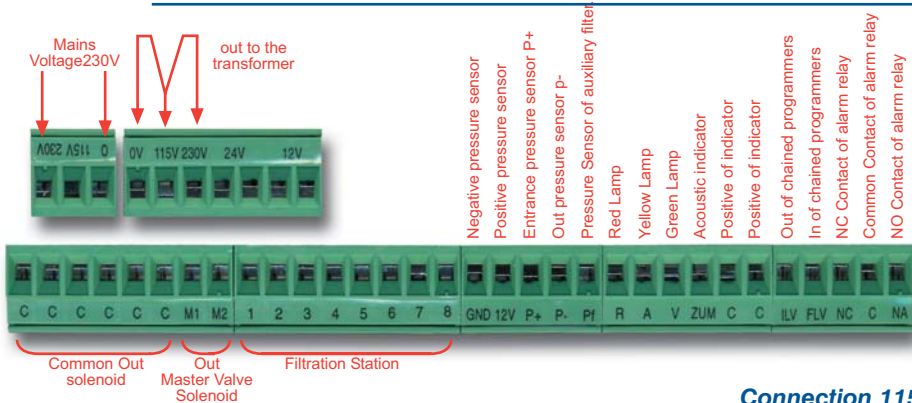 Mains
Voltage230V
out to the
transformer
230V 115V 0
0V 115V 230V 24V 12V
Negative pressure sensor
Positive pressure sensor
Entrance pressure sensor P+
Out pressure sensor p-
Pressure Sensor of auxiliary filter.
Red Lamp
Yellow Lamp
Green Lamp
Acoustic indicator
Positive of indicator
Positive of indicator
Out of chained programmers
In of chained programmers
NC Contact of alarm relay
Common Contact of alarm relay
NO Contact of alarm relay
C C C C C C M1 M2 1 2 3 4 5 6 7 8 GND 12V P+ P- Pf R A V ZUM C C ILV FLV NC C NA
Common Out
solenoid
Out
Master Valve
Solenoid
Filtration Station
Connection 115